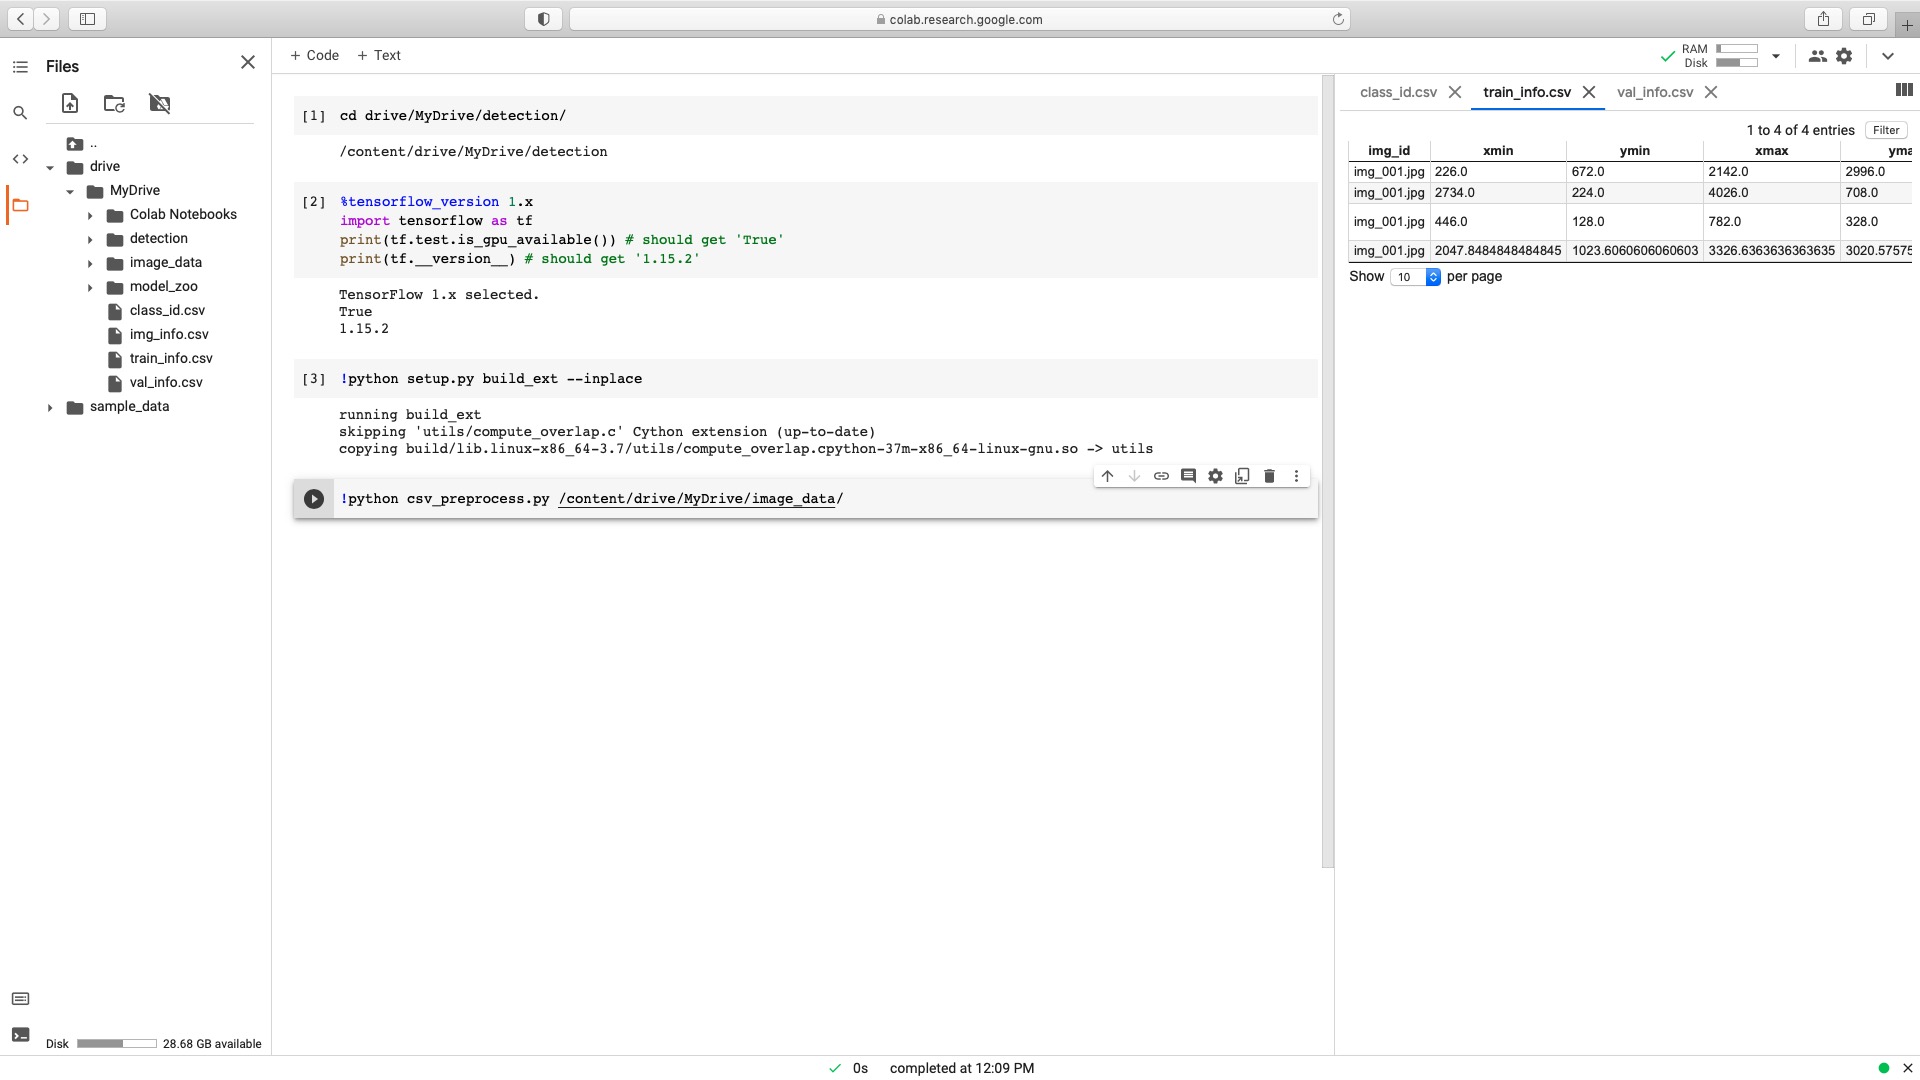 colab.research.google.com
Files
+ Code + Text
RAM
Disk
..
drive
MyDrive
Colab Notebooks
detection
image_data
model_zoo
class_id.csv
img_info.csv
train_info.csv
val_info.csv
sample_data
Disk 28.68 GB available
[1] cd drive/MyDrive/detection/
/content/drive/MyDrive/detection
[2] %tensorflow_version 1.x
import tensorflow as tf
print(tf.test.is_gpu_available()) # should get 'True'
print(tf.__version__) # should get '1.15.2'
TensorFlow 1.x selected.
True
1.15.2
[3] !python setup.py build_ext --inplace
running build_ext
skipping 'utils/compute_overlap.c' Cython extension (up-to-date)
copying build/lib.linux-x86_64-3.7/utils/compute_overlap.cpython-37m-x86_64-linux-gnu.so -> utils
!python csv_preprocess.py /content/drive/MyDrive/image_data/
class_id.csv train_info.csv val_info.csv
1 to 4 of 4 entries Filter
img_id xmin ymin xmax yma
img_001.jpg 226.0 672.0 2142.0 2996.0
img_001.jpg 2734.0 224.0 4026.0 708.0
img_001.jpg 446.0 128.0 782.0 328.0
img_001.jpg 2047.8484848484845 1023.6060606060603 3326.6363636363635 3020.57575
Show 10 per page
0s completed at 12:09 PM